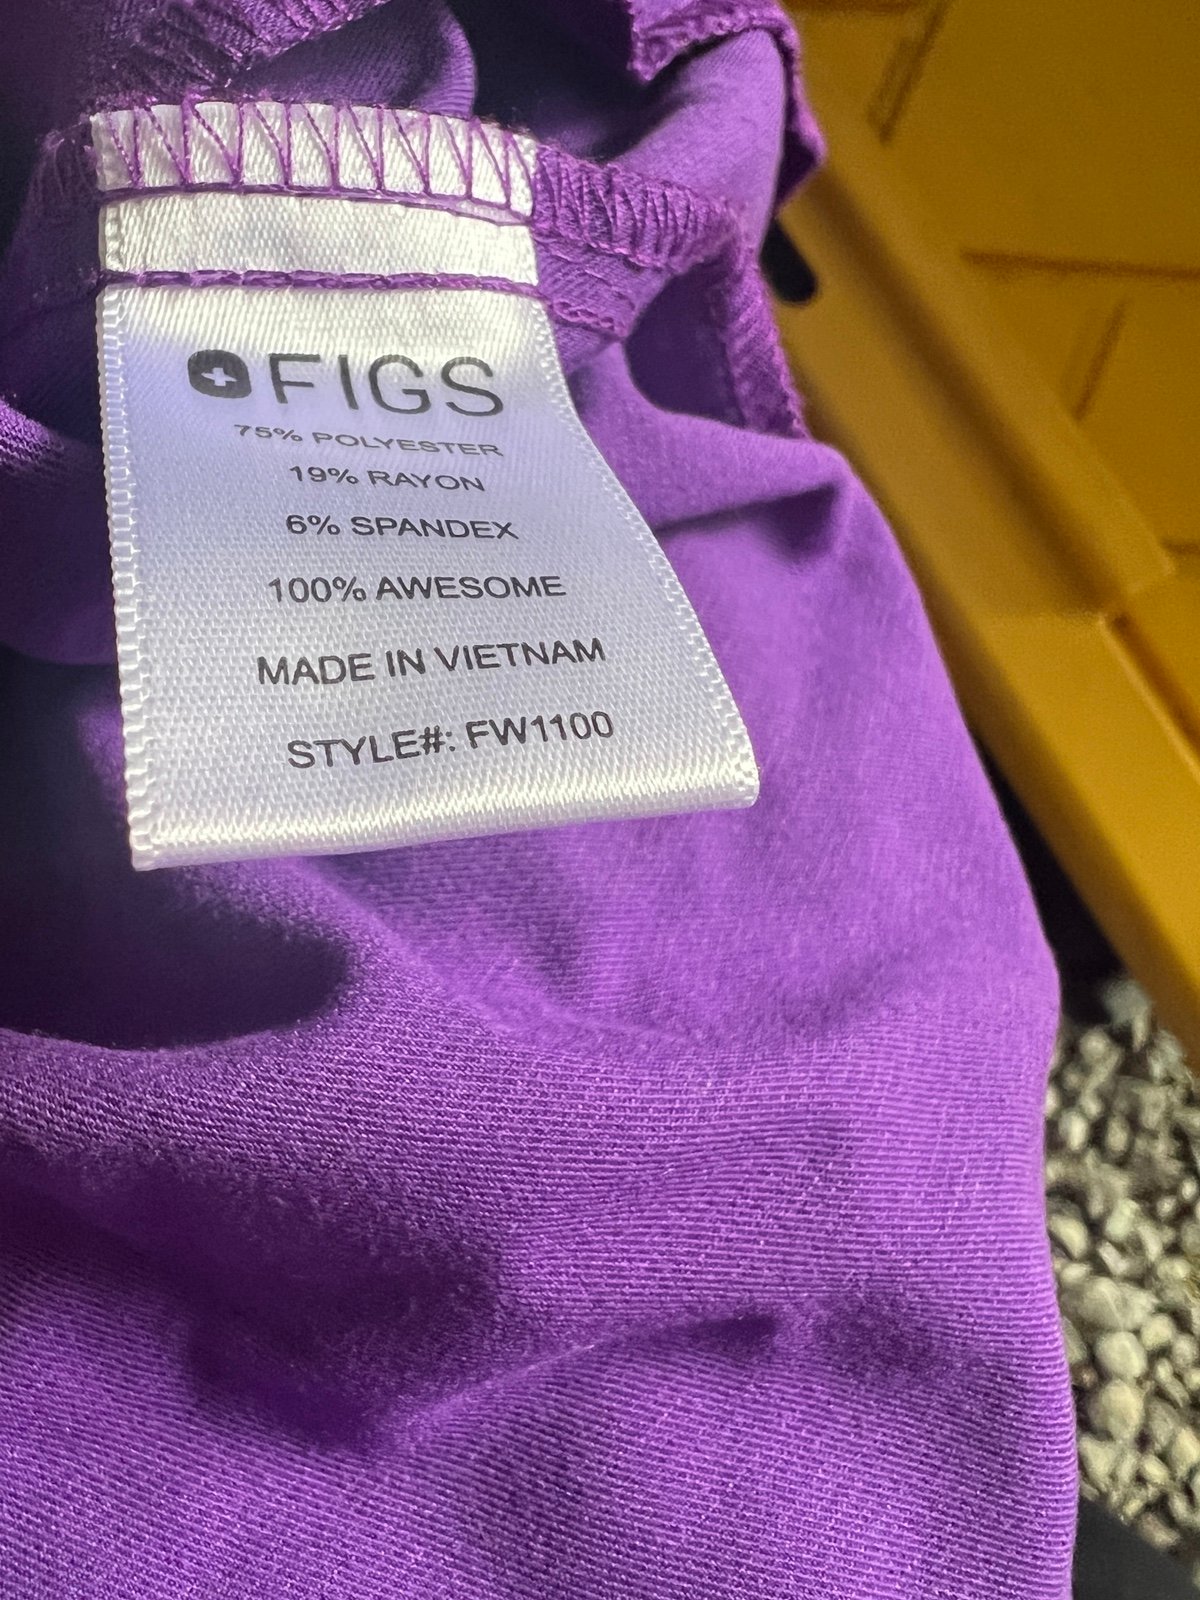 FIGS
75% POLYESTER
19% RAYON
6% SPANDEX
100% AWESOME
MADE IN VIETNAM
STYLE#: FW1100